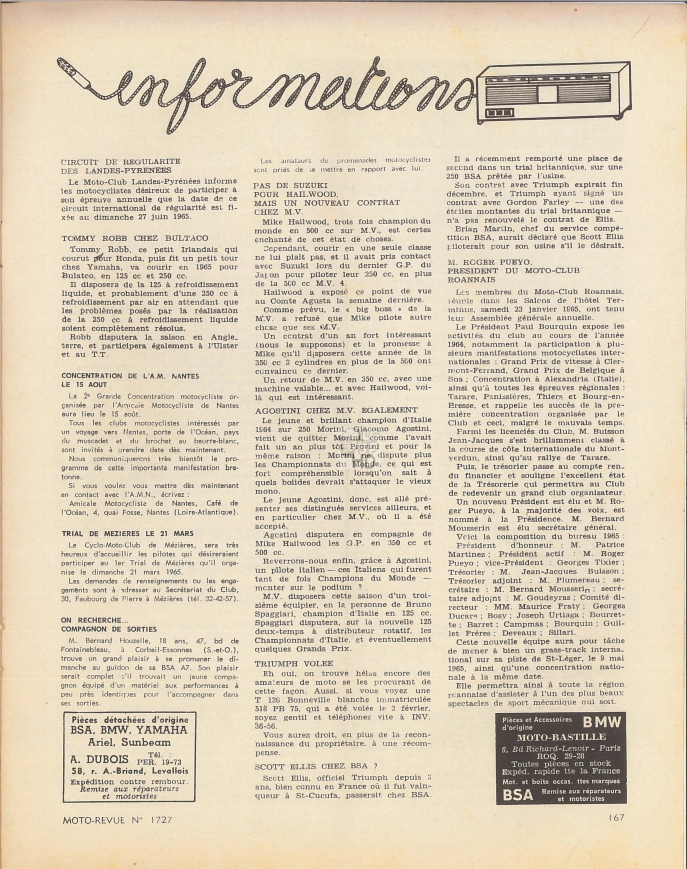 informations
CIRCUIT DE REGULARITE
DES LANDES-PYRENEES
Le Moto-Club Landes-Pyrénées informe
les motocyclistes désireux de participer à
son épreuve annuelle que la date de ce
circuit international de régularité est fi-
xée au dimanche 27 juin 1965.
TOMMY ROBB CHEZ BULTACO
Tommy Robb, ce petit Irlandais qui
courut pour Honda, puis fit un petit tour
chez Yamaha, va courir en 1965 pour
Bulatco, en 125 cc et 250 cc.
Il disposera de la 125 à refroidissement
liquide, et probablement d'une 250 cc à
refroidissement par air en attendant que
les problèmes posés par la réalisation
de la 250 cc à refroidissement liquide
soient complètement résolus.
Robb disputera la saison en Angle-
terre, et participera également à l'Ulster
et au T.T.
CONCENTRATION DE L'A.M. NANTES
LE 15 AOUT
La 2e Grande Concentration motocycliste or-
ganisée par l'Amicale Motocycliste de Nantes
aura lieu le 15 août.
Tous les clubs motocyclistes intéressés par
un voyage vers Nantes, porte de l'Océan, pays
du muscadet et du brochet au beurre-blanc,
sont invités à prendre date dès maintenant.
Nous communiquerons très bientôt le pro-
gramme de cette importante manifestation bre-
tonne.
Si vous voulez vous mettre dès maintenant
en contact avec l'A.M.N., écrivez :
Amicale Motocycliste de Nantes, Café de
l'Océan, 4, quai Fosse, Nantes (Loire-Atlantique).
TRIAL DE MEZIERES LE 21 MARS
Le Cyclo-Moto-Club de Mézières, sera très
heureux d'accueillir les pilotes qui désireraient
participer au 1er Trial de Mézières qu'il orga-
nise le dimanche 21 mars 1965.
Les demandes de renseignements ou les enga-
gements sont à adresser au Secrétariat du Club,
30, Faubourg de Pierre à Mézières (tél. 32-42-57).
ON RECHERCHE...
COMPAGNON DE SORTIES
M. Bernard Houzelle, 18 ans, 47, bd de
Fontainebleau, à Corbeil-Essonnes (S.-et-O.),
trouve un grand plaisir à se promener le di-
manche au guidon de sa BSA A7. Son plaisir
serait complet s'il trouvait un jeune compa-
gnon équipé d'un matériel aux performances à
peu près identiques pour l'accompagner dans
ses sorties.
Pièces détachées d'origine
BSA, BMW, YAMAHA
Ariel, Sunbeam
A. DUBOIS Tél. : PER. 19-73
58, r. A.-Briand, Levallois
Expédition contre rembour.
Remise aux réparateurs
et motoristes
Les amateurs de promenades motocyclistes
sont priés de se mettre en rapport avec lui.
PAS DE SUZUKI
POUR HAILWOOD,
MAIS UN NOUVEAU CONTRAT
CHEZ M.V.
Mike Hailwood, trois fois champion du
monde en 500 cc sur M.V., est certes
enchanté de cet état de choses.
Cependant, courir en une seule classe
ne lui plaît pas, et il avait pris contact
avec Suzuki lors du dernier G.P. du
Japon pour piloter leur 250 cc, en plus
de la 500 cc M.V. 4.
Hailwood a exposé ce point de vue
au Comte Agusta la semaine dernière.
Comme prévu, le « big boss » de la
M.V. a refusé que Mike pilote autre
chose que ses M.V.
Un contrat d'un an fort intéressant
(nous le supposons) et la promesse à
Mike qu'il disposera cette année de la
350 cc 3 cylindres en plus de la 500 ont
convaincu ce dernier.
Un retour de M.V. en 350, avec une
machine valable... et avec Hailwood, voi-
là qui est intéressant.
AGOSTINI CHEZ M.V. EGALEMENT
Le jeune et brillant champion d'Italie
1964 sur 250 Morini, Giacomo Agostini,
vient de quitter Morini, comme l'avait
fait un an plus tôt Provini et pour la
même raison : Morini ne dispute plus
les Championnats du Monde, ce qui est
fort compréhensible lorsqu'on sait à
quels bolides devrait s'attaquer le vieux
mono.
Le jeune Agostini, donc, est allé pré-
senter ses distingués services ailleurs, et
en particulier chez M.V., où il a été
accepté.
Agostini disputera en compagnie de
Mike Hailwood les G.P. en 350 cc et
500 cc.
Reverrons-nous enfin, grâce à Agostini,
un pilote italien — ces Italiens qui furent
tant de fois Champions du Monde —
monter sur le podium ?
M.V. disposera cette saison d'un troi-
sième équipier, en la personne de Bruno
Spaggiari, champion d'Italie en 125 cc.
Spaggiari disputera, sur la nouvelle 125
deux-temps à distributeur rotatif, les
Championnats d'Italie, et éventuellement
quelques Grands Prix.
TRIUMPH VOLEE
Eh oui, on trouve hélas encore des
amateurs de moto se les procurant de
cette façon. Aussi, si vous voyez une
T 120 Bonneville blanche immatriculée
518 PB 75, qui a été volée le 2 février,
soyez gentil et téléphonez vite à INV.
36-56.
Vous aurez droit, en plus de la recon-
naissance du propriétaire, à une récom-
pense.
SCOTT ELLIS CHEZ BSA ?
Scott Ellis, officiel Triumph depuis 3
ans, bien connu en France où il fut vain-
queur à St-Cucufa, passerait chez BSA.
Il a récemment remporté une place de
second dans un trial britannique, sur une
250 BSA prêtée par l'usine.
Son contrat avec Triumph expirait fin
décembre, et Triumph ayant signé un
contrat avec Gordon Farley — une des
étoiles montantes du trial britannique —
n'a pas renouvelé le contrat de Ellis.
Brian Martin, chef du service compé-
tition BSA, aurait déclaré que Scott Ellis
piloterait pour son usine s'il le désirait.
M. ROGER PUEYO,
PRESIDENT DU MOTO-CLUB
ROANNAIS
Les membres du Moto-Club Roannais,
réunis dans les Salons de l'hôtel Ter-
minus, samedi 23 janvier 1965, ont tenu
leur Assemblée générale annuelle.
Le Président Paul Bourquin expose les
activités du club au cours de l'année
1964, notamment la participation à plu-
sieurs manifestations motocyclistes inter-
nationales : Grand Prix de vitesse à Cler-
mont-Ferrand, Grand Prix de Belgique à
Spa ; Concentration à Alexandria (Italie),
ainsi qu'à toutes les épreuves régionales :
Tarare, Panissières, Thiers et Bourg-en-
Bresse, et rappelle les succès de la pre-
mière concentration organisée par le
Club et ceci, malgré le mauvais temps.
Parmi les licenciés du Club, M. Buisson
Jean-Jacques s'est brillamment classé à
la course de côte internationale du Mont-
verdun, ainsi qu'au rallye de Tarare.
Puis, le trésorier passe au compte ren-
du financier et souligne l'excellent état
de la Trésorerie qui permettra au Club
de redevenir un grand club organisateur.
Un nouveau Président est élu et M. Ro-
ger Pueyo, à la majorité des voix, est
nommé à la Présidence. M. Bernard
Mousserin est élu secrétaire général.
Voici la composition du bureau 1965 :
Président d'honneur : M. Patrice
Martinez ; Président actif : M. Roger
Pueyo ; vice-Président : Georges Tixier ;
Trésorier : M. Jean-Jacques Buisson ;
Trésorier adjoint : M. Plumereau ; se-
crétaire : M. Bernard Mousserin ; secré-
taire adjoint : M. Goudeyras ; Comité di-
recteur : MM. Maurice Fraty ; Georges
Ducars ; Bosy ; Joseph Urtiaga ; Bourret-
te ; Barret ; Campmas ; Bourquin ; Guil-
let Frères ; Deveaux ; Sillari.
Cette nouvelle équipe aura pour tâche
de mener à bien un grass-track interna-
tional sur sa piste de St-Léger, le 9 mai
1965, ainsi qu'une concentration natio-
nale à la même date.
Elle permettra ainsi à toute la région
roannaise d'assister à l'un des plus beaux
spectacles de sport mécanique qui soit.
Pièces et Accessoires d'origine BMW
MOTO-BASTILLE
6, Bd Richard-Lenoir - Paris
ROQ. 29-28
Toutes pièces en stock
Expéd. rapide tte la France
Mot. et boîte occas. ttes marques
BSA Remise aux réparateurs et motoristes
MOTO-REVUE N° 1727
167